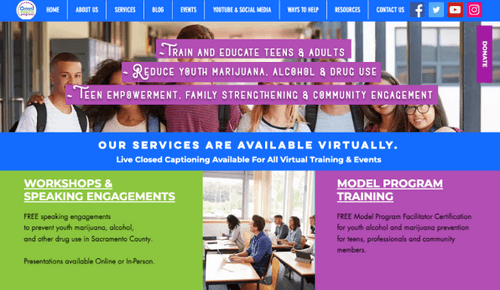 HOME ABOUT US SERVICES BLOG EVENTS YOUTUBE & SOCIAL MEDIA WAYS TO HELP RESOURCES CONTACT US
DONATE
~ Train and educate teens & adults
~ Reduce youth marijuana, alcohol & drug use
~ Teen empowerment, family strengthening & community engagement
OUR SERVICES ARE AVAILABLE VIRTUALLY.
Live Closed Captioning Available For All Virtual Training & Events
WORKSHOPS &
SPEAKING ENGAGEMENTS
FREE speaking engagements
to prevent youth marijuana, alcohol,
and other drug use in Sacramento County.
Presentations available Online or In-Person.
MODEL PROGRAM
TRAINING
FREE Model Program Facilitator Certification
for youth alcohol and marijuana prevention
for teens, professionals and community
members.